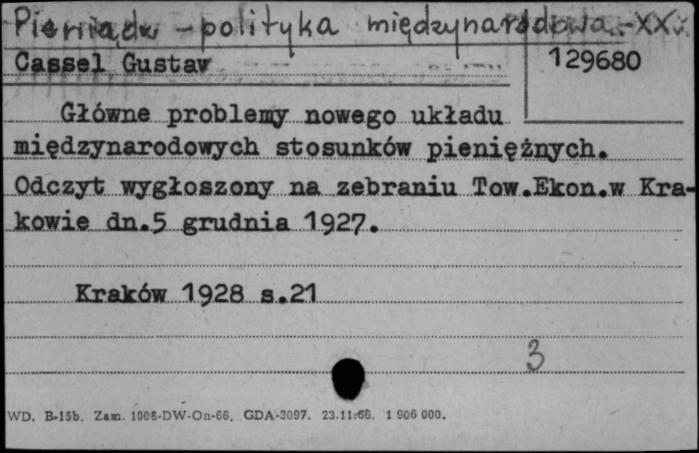 Pieniądz - polityka międzynarodowa - XX w.
Cassel Gustav
129680
Główne problemy nowego układu
międzynarodowych stosunków pieniężnych.
Odczyt wygłoszony na zebraniu Tow.Ekon.w Kra-
kowie dn.5 grudnia 1927.
Kraków 1928 s.21
3
WD. B-15b. Zam. 1006-DW-On-66. GDA-3097. 23.11.66. 1 906 000.